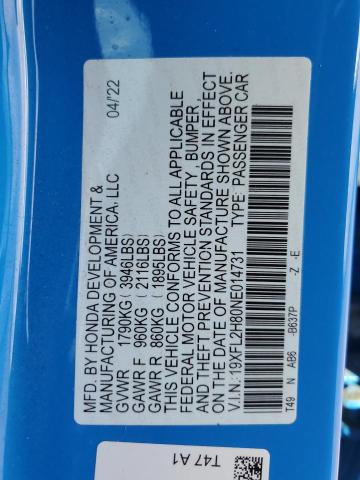 MFD. BY HONDA DEVELOPMENT & 04/'22
MANUFACTURING OF AMERICA, LLC
GVWR 1790KG (3946LBS)
GAWR F 960KG (2116LBS)
GAWR R 860KG (1895LBS)
THIS VEHICLE CONFORMS TO ALL APPLICABLE
FEDERAL MOTOR VEHICLE SAFETY, BUMPER,
AND THEFT PREVENTION STANDARDS IN EFFECT
ON THE DATE OF MANUFACTURE SHOWN ABOVE.
V.I.N.:19XFL2H80NE014731 TYPE: PASSENGER CAR
T49 N AB6 -B637P -Z -E
T47 A1